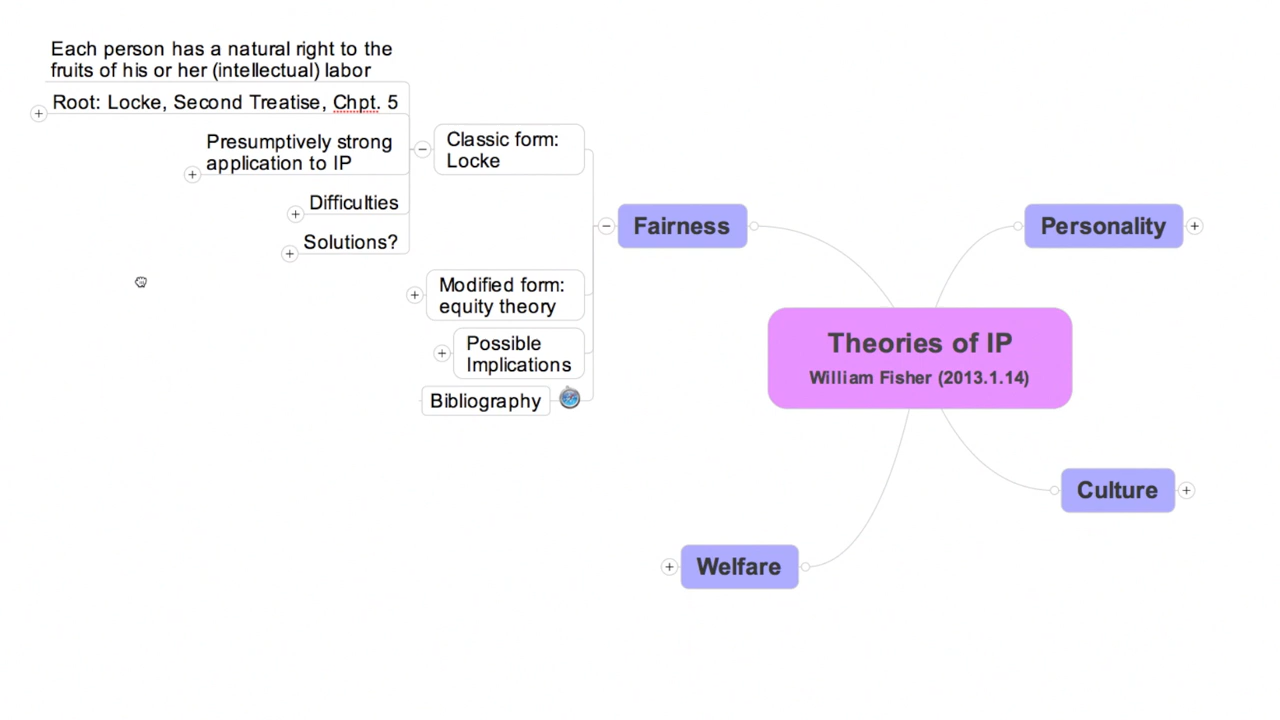 Each person has a natural right to the
fruits of his or her (intellectual) labor
Root: Locke, Second Treatise, Chpt. 5
Presumptively strong
application to IP
Difficulties
Solutions?
Classic form:
Locke
Modified form:
equity theory
Possible
Implications
Bibliography
Fairness
Personality
Theories of IP
William Fisher (2013.1.14)
Culture
Welfare